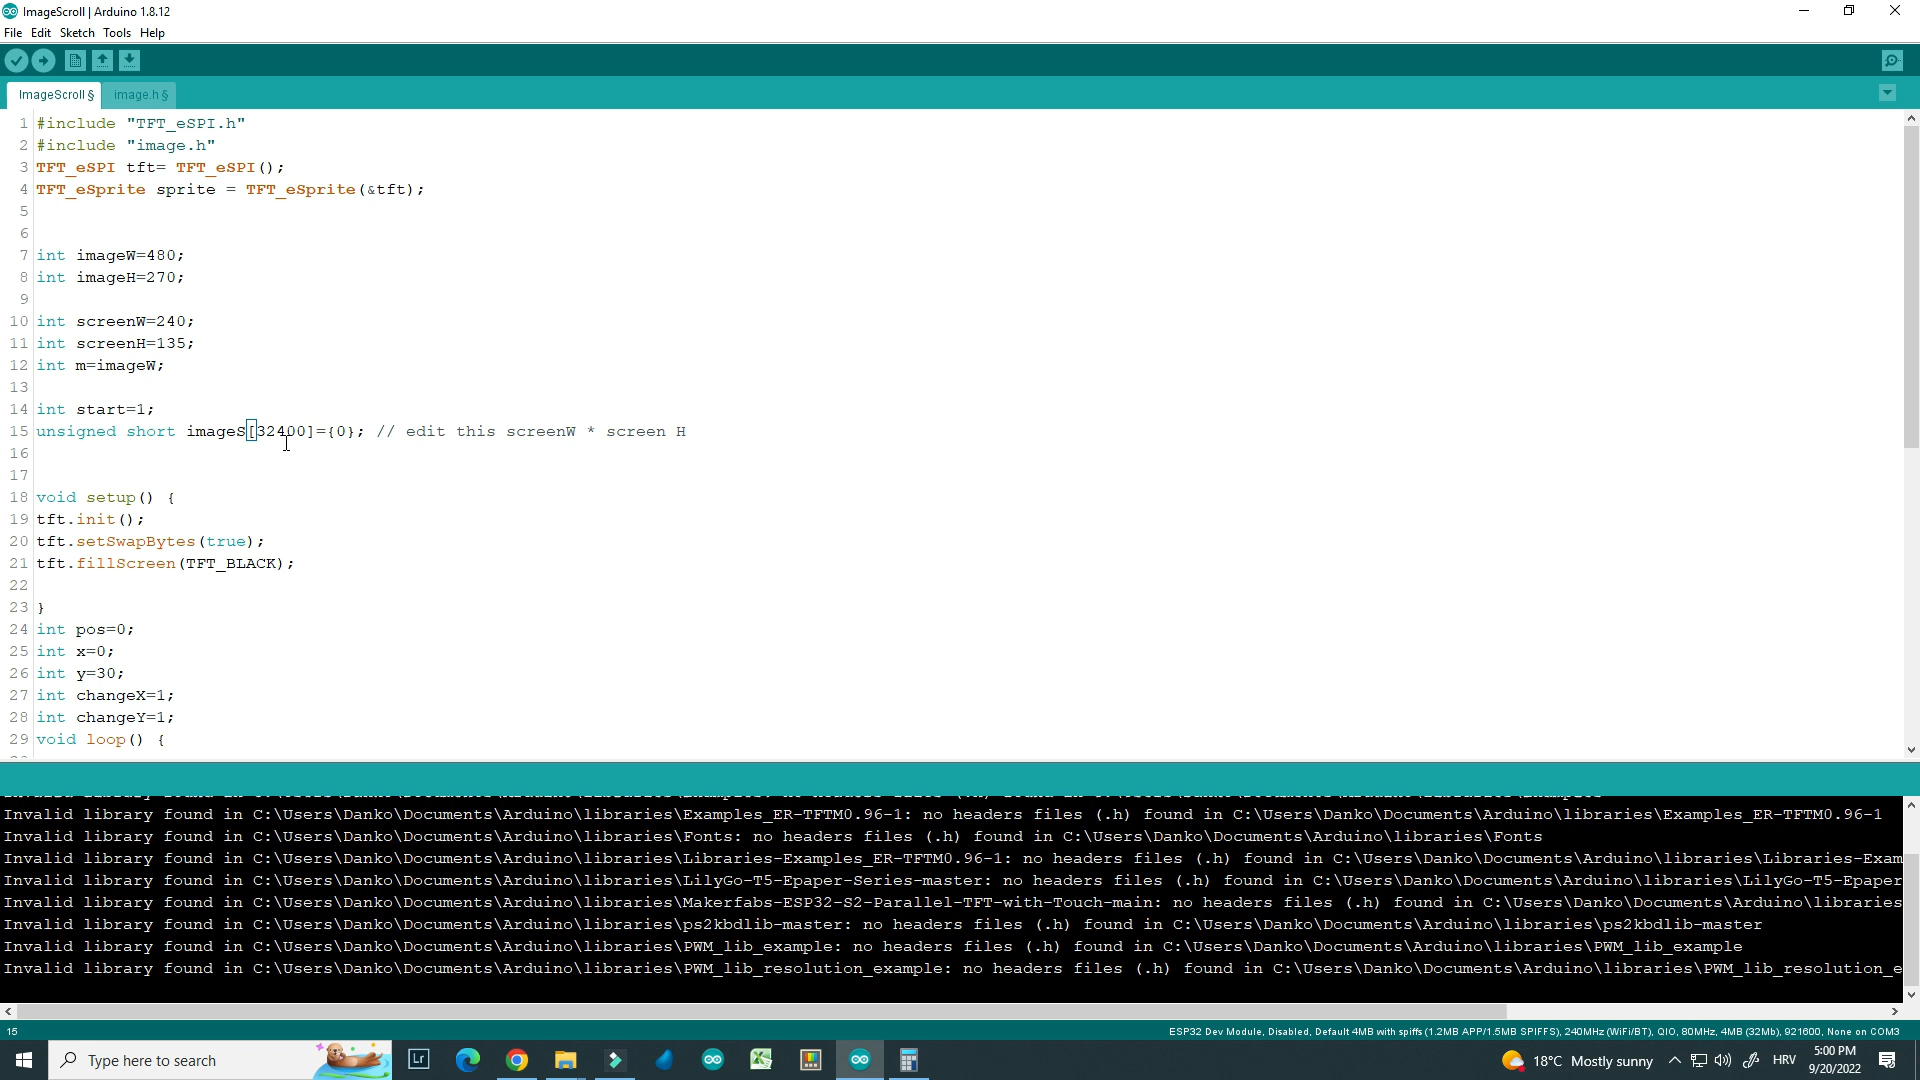 ImageScroll | Arduino 1.8.12
File Edit Sketch Tools Help
ImageScroll § image.h §
1 #include "TFT_eSPI.h"
2 #include "image.h"
3 TFT_eSPI tft= TFT_eSPI();
4 TFT_eSprite sprite = TFT_eSprite(&tft);
5
6
7 int imageW=480;
8 int imageH=270;
9
10 int screenW=240;
11 int screenH=135;
12 int m=imageW;
13
14 int start=1;
15 unsigned short imageS[32400]={0}; // edit this screenW * screen H
16
17
18 void setup() {
19 tft.init();
20 tft.setSwapBytes(true);
21 tft.fillScreen(TFT_BLACK);
22
23 }
24 int pos=0;
25 int x=0;
26 int y=30;
27 int changeX=1;
28 int changeY=1;
29 void loop() {
Invalid library found in C:\Users\Danko\Documents\Arduino\libraries\Examples_ER-TFTM0.96-1: no headers files (.h) found in C:\Users\Danko\Documents\Arduino\libraries\Examples_ER-TFTM0.96-1
Invalid library found in C:\Users\Danko\Documents\Arduino\libraries\Fonts: no headers files (.h) found in C:\Users\Danko\Documents\Arduino\libraries\Fonts
Invalid library found in C:\Users\Danko\Documents\Arduino\libraries\Libraries-Examples_ER-TFTM0.96-1: no headers files (.h) found in C:\Users\Danko\Documents\Arduino\libraries\Libraries-Exam
Invalid library found in C:\Users\Danko\Documents\Arduino\libraries\LilyGo-T5-Epaper-Series-master: no headers files (.h) found in C:\Users\Danko\Documents\Arduino\libraries\LilyGo-T5-Epaper
Invalid library found in C:\Users\Danko\Documents\Arduino\libraries\Makerfabs-ESP32-S2-Parallel-TFT-with-Touch-main: no headers files (.h) found in C:\Users\Danko\Documents\Arduino\libraries
Invalid library found in C:\Users\Danko\Documents\Arduino\libraries\ps2kbdlib-master: no headers files (.h) found in C:\Users\Danko\Documents\Arduino\libraries\ps2kbdlib-master
Invalid library found in C:\Users\Danko\Documents\Arduino\libraries\PWM_lib_example: no headers files (.h) found in C:\Users\Danko\Documents\Arduino\libraries\PWM_lib_example
Invalid library found in C:\Users\Danko\Documents\Arduino\libraries\PWM_lib_resolution_example: no headers files (.h) found in C:\Users\Danko\Documents\Arduino\libraries\PWM_lib_resolution_e
15 ESP32 Dev Module, Disabled, Default 4MB with spiffs (1.2MB APP/1.5MB SPIFFS), 240MHz (WiFi/BT), QIO, 80MHz, 4MB (32Mb), 921600, None on COM3
Type here to search Lr 18°C Mostly sunny HRV 5:00 PM
9/20/2022